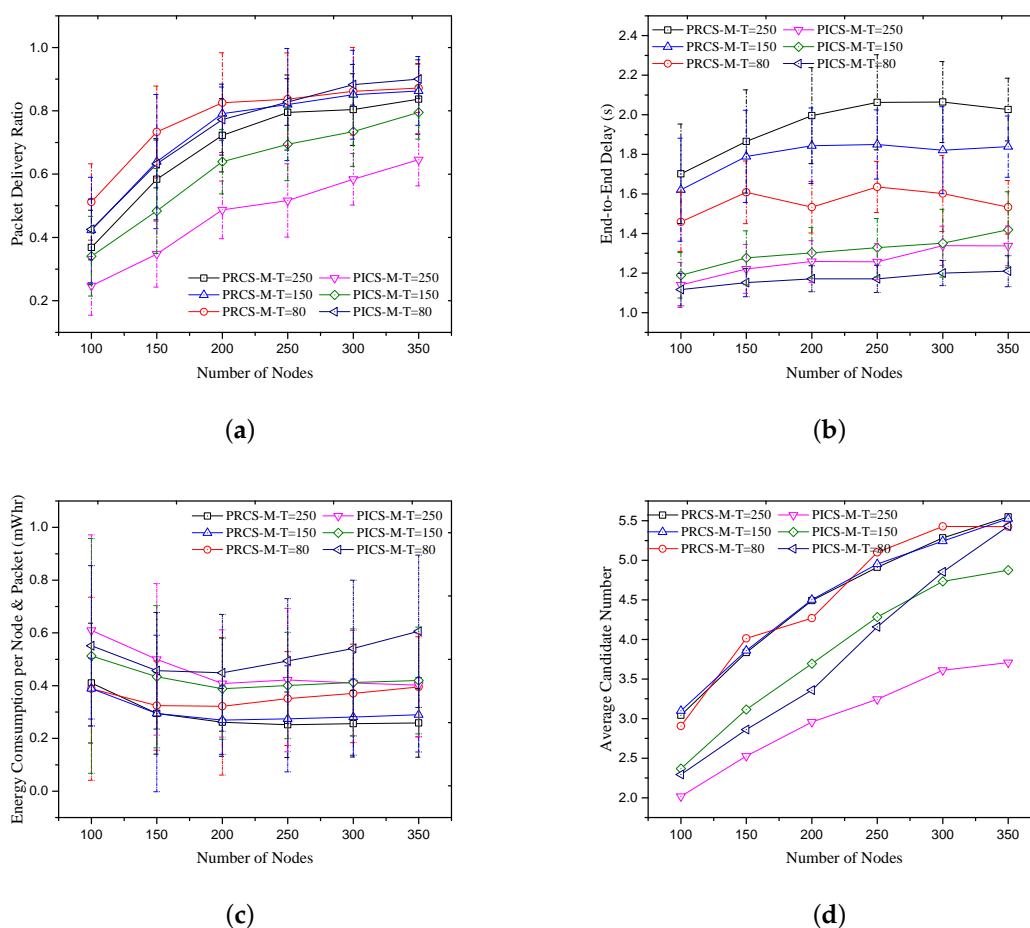 1.0
0.8
0.6
0.4
0.2
Packet Delivery Ratio
PRCS-M-T=250 PICS-M-T=250
PRCS-M-T=150 PICS-M-T=150
PRCS-M-T=80 PICS-M-T=80
100 150 200 250 300 350
Number of Nodes
(a)
2.4
2.2
2.0
1.8
1.6
1.4
1.2
1.0
End-to-End Delay (s)
PRCS-M-T=250 PICS-M-T=250
PRCS-M-T=150 PICS-M-T=150
PRCS-M-T=80 PICS-M-T=80
100 150 200 250 300 350
Number of Nodes
(b)
1.0
0.8
0.6
0.4
0.2
0.0
Energy Consumption per Node & Packet (mWhr)
PRCS-M-T=250 PICS-M-T=250
PRCS-M-T=150 PICS-M-T=150
PRCS-M-T=80 PICS-M-T=80
100 150 200 250 300 350
Number of Nodes
(c)
5.5
5.0
4.5
4.0
3.5
3.0
2.5
2.0
Average Candidate Number
PRCS-M-T=250 PICS-M-T=250
PRCS-M-T=150 PICS-M-T=150
PRCS-M-T=80 PICS-M-T=80
100 150 200 250 300 350
Number of Nodes
(d)